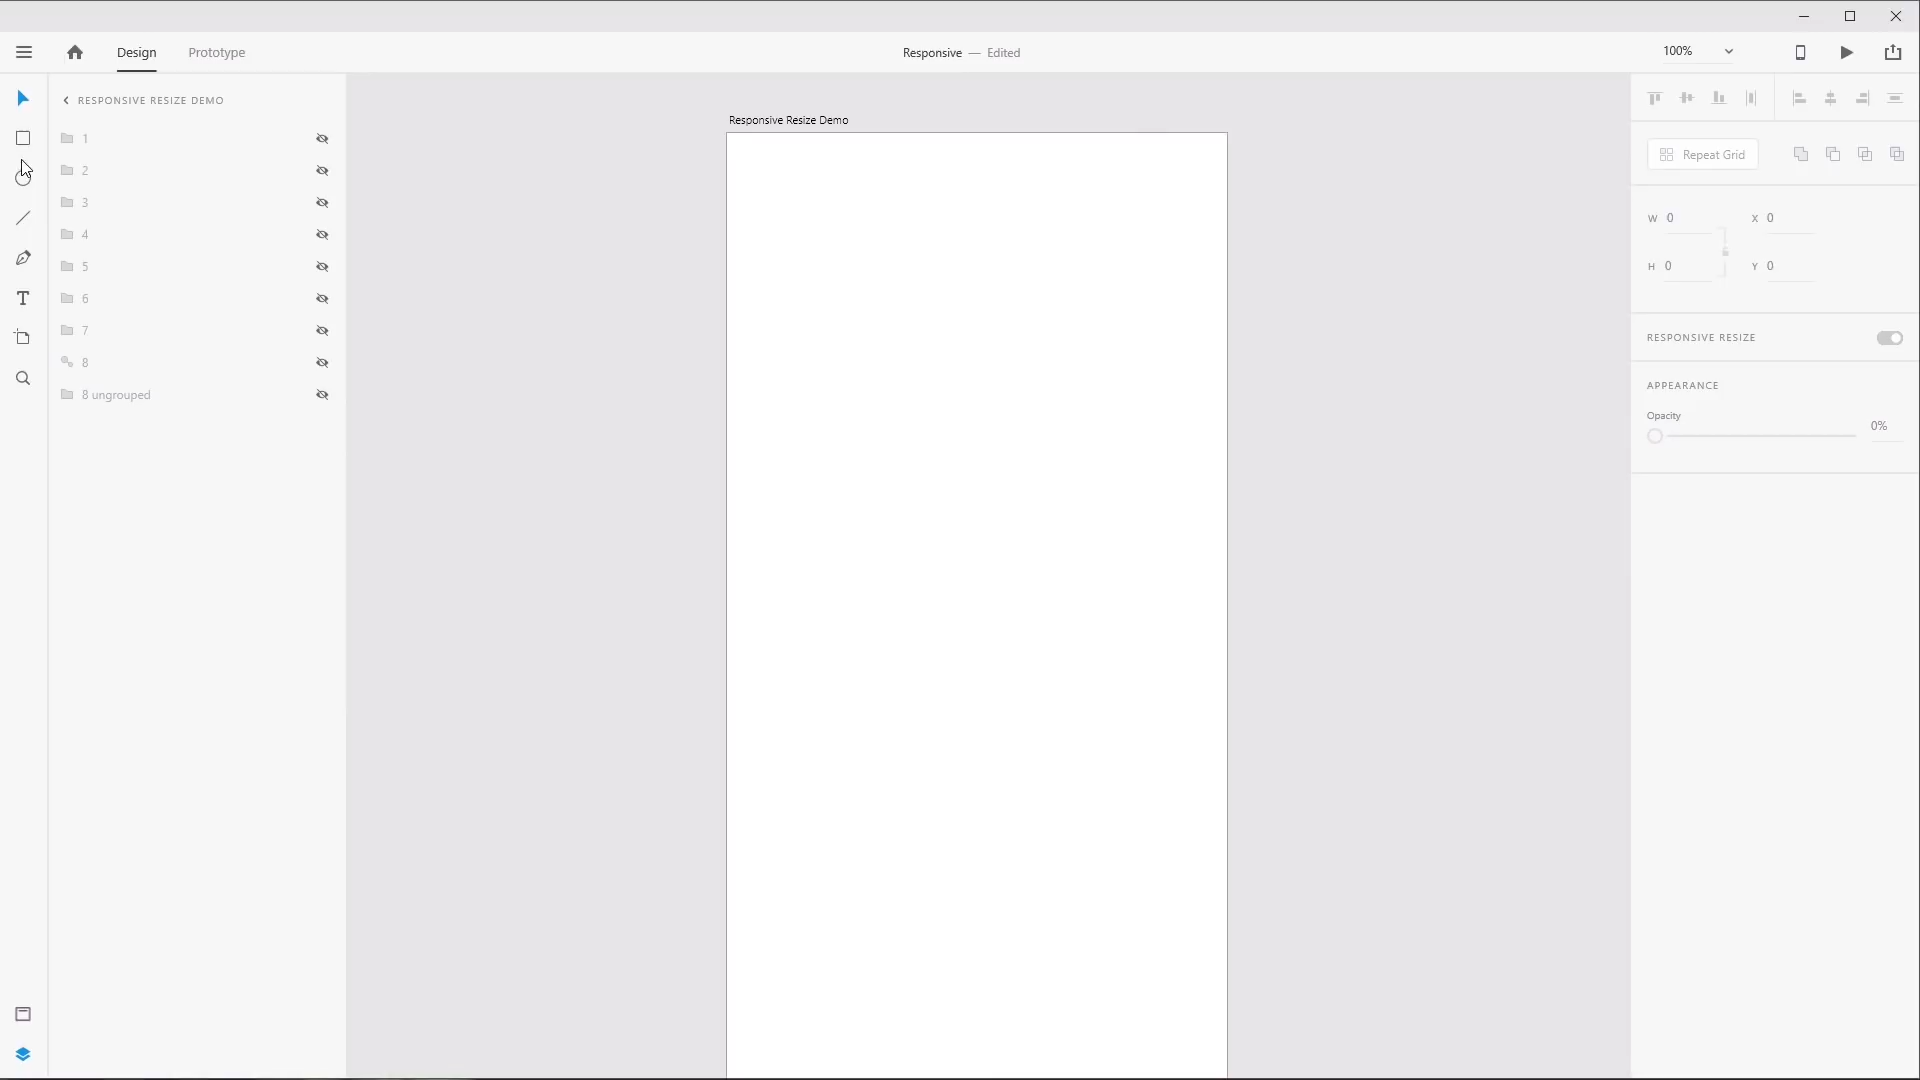 Design Prototype Responsive — Edited 100%
RESPONSIVE RESIZE DEMO
1
2
3
4
5
6
7
8
8 ungrouped
Responsive Resize Demo
Repeat Grid
W 0 X 0
H 0 Y 0
RESPONSIVE RESIZE
APPEARANCE
Opacity
0%